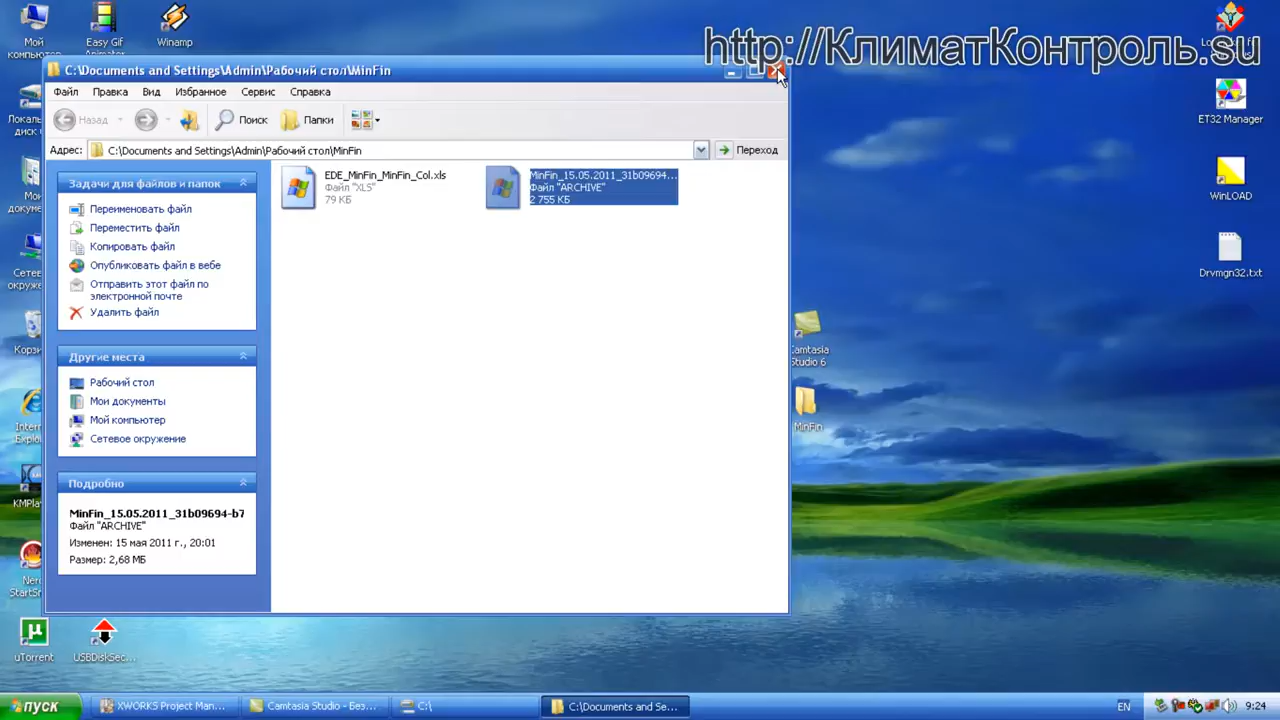 Мой
компьютер
Easy Gif
Animator
Winamp
http://КлиматКонтроль.su
C:\Documents and Settings\Admin\Рабочий стол\MinFin
Файл Правка Вид Избранное Сервис Справка
Назад Поиск Папки
Адрес: C:\Documents and Settings\Admin\Рабочий стол\MinFin Переход
Задачи для файлов и папок
Переименовать файл
Переместить файл
Копировать файл
Опубликовать файл в вебе
Отправить этот файл по
электронной почте
Удалить файл
Другие места
Рабочий стол
Мои документы
Мой компьютер
Сетевое окружение
Подробно
MinFin_15.05.2011_31b09694-b7
Файл "ARCHIVE"
Изменен: 15 мая 2011 г., 20:01
Размер: 2,68 МБ
EDE_MinFin_MinFin_Col.xls
Файл "XLS"
79 КБ
MinFin_15.05.2011_31b09694...
Файл "ARCHIVE"
2 755 КБ
ET32 Manager
WinLOAD
Drvmgn32.txt
Camtasia
Studio 6
MinFin
uTorrent
USBDiskSec...
пуск
XWORKS Project Man...
Camtasia Studio - Без...
C:\
C:\Documents and Se...
EN
9:24